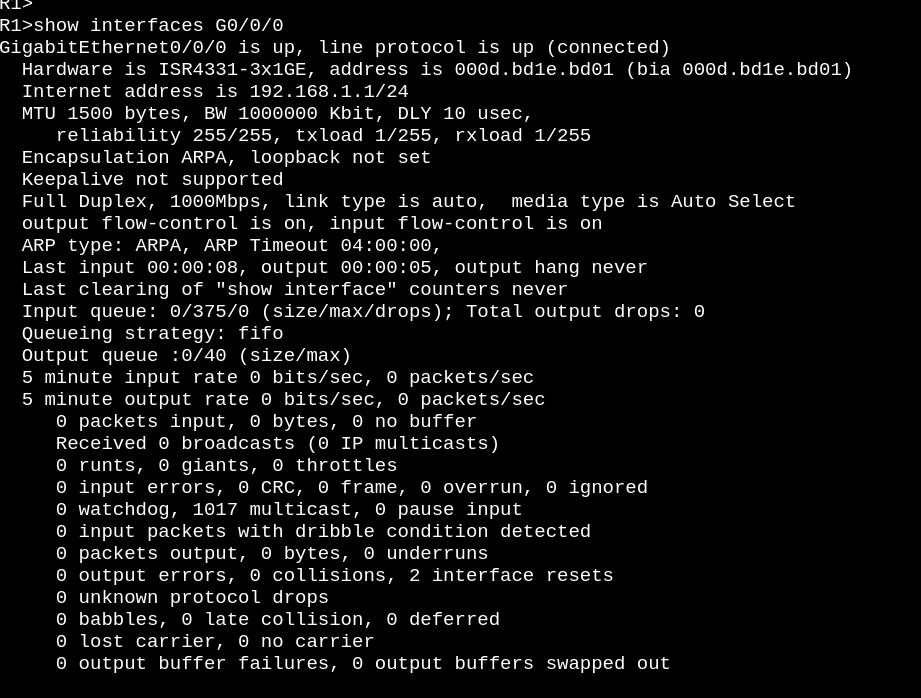 R1>
R1>show interfaces G0/0/0
GigabitEthernet0/0/0 is up, line protocol is up (connected)
  Hardware is ISR4331-3x1GE, address is 000d.bd1e.bd01 (bia 000d.bd1e.bd01)
  Internet address is 192.168.1.1/24
  MTU 1500 bytes, BW 1000000 Kbit, DLY 10 usec,
     reliability 255/255, txload 1/255, rxload 1/255
  Encapsulation ARPA, loopback not set
  Keepalive not supported
  Full Duplex, 1000Mbps, link type is auto,  media type is Auto Select
  output flow-control is on, input flow-control is on
  ARP type: ARPA, ARP Timeout 04:00:00,
  Last input 00:00:08, output 00:00:05, output hang never
  Last clearing of "show interface" counters never
  Input queue: 0/375/0 (size/max/drops); Total output drops: 0
  Queueing strategy: fifo
  Output queue :0/40 (size/max)
  5 minute input rate 0 bits/sec, 0 packets/sec
  5 minute output rate 0 bits/sec, 0 packets/sec
     0 packets input, 0 bytes, 0 no buffer
     Received 0 broadcasts (0 IP multicasts)
     0 runts, 0 giants, 0 throttles
     0 input errors, 0 CRC, 0 frame, 0 overrun, 0 ignored
     0 watchdog, 1017 multicast, 0 pause input
     0 input packets with dribble condition detected
     0 packets output, 0 bytes, 0 underruns
     0 output errors, 0 collisions, 2 interface resets
     0 unknown protocol drops
     0 babbles, 0 late collision, 0 deferred
     0 lost carrier, 0 no carrier
     0 output buffer failures, 0 output buffers swapped out